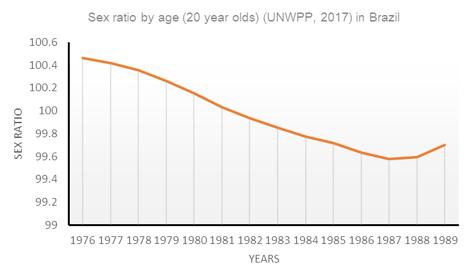 Sex ratio by age (20 year olds) (UNWPP, 2017) in Brazil
100.6
100.4
100.2
100
99.8
99.6
99.4
99.2
99
SEX RATIO
1976 1977 1978 1979 1980 1981 1982 1983 1984 1985 1986 1987 1988 1989
YEARS